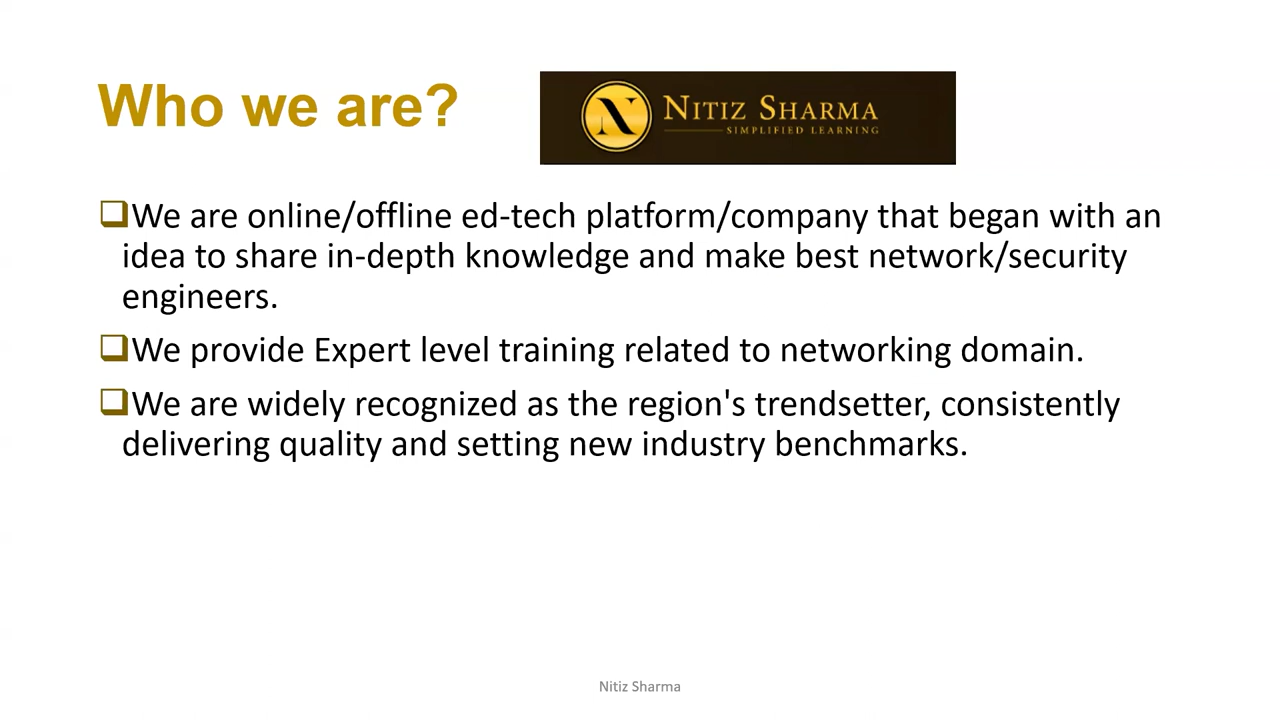 Who we are?
NITIZ SHARMA
SIMPLIFIED LEARNING
We are online/offline ed-tech platform/company that began with an
idea to share in-depth knowledge and make best network/security
engineers.
We provide Expert level training related to networking domain.
We are widely recognized as the region's trendsetter, consistently
delivering quality and setting new industry benchmarks.
Nitiz Sharma